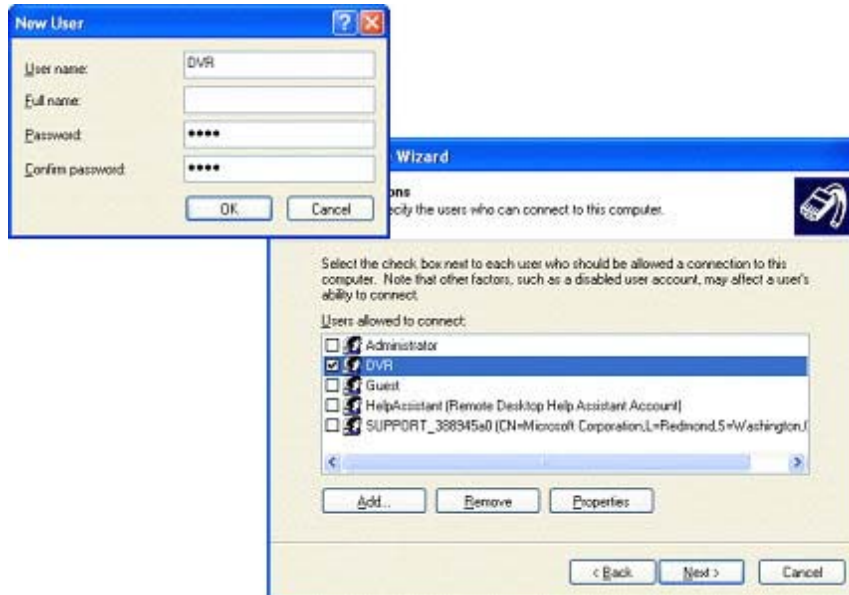 New User
User name:
DVR
Full name:
Password:
••••
Confirm password:
••••
OK
Cancel
Wizard
ons
ecify the users who can connect to this computer.
Select the check box next to each user who should be allowed a connection to this
computer. Note that other factors, such as a disabled user account, may affect a user's
ability to connect.
Users allowed to connect:
Administrator
DVR
Guest
HelpAssistant (Remote Desktop Help Assistant Account)
SUPPORT_388945a0 (CN=Microsoft Corporation,L=Redmond,S=Washington,
Add...
Remove
Properties
< Back
Next >
Cancel